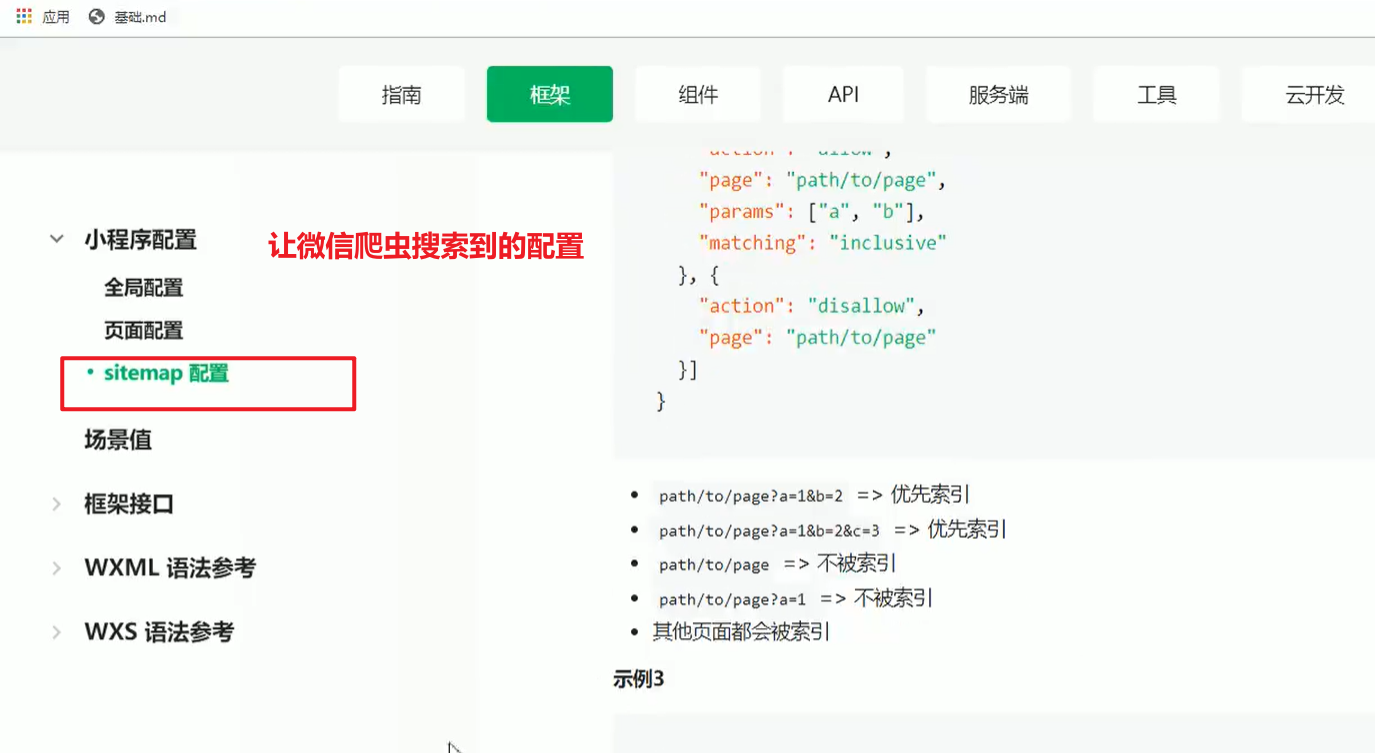 应用 基础.md
指南 框架 组件 API 服务端 工具 云开发
小程序配置
让微信爬虫搜索到的配置
全局配置
页面配置
• sitemap 配置
场景值
框架接口
WXML 语法参考
WXS 语法参考
"action": "allow",
"page": "path/to/page",
"params": ["a", "b"],
"matching": "inclusive"
}, {
"action": "disallow",
"page": "path/to/page"
}]
}
• path/to/page?a=1&b=2 => 优先索引
• path/to/page?a=1&b=2&c=3 => 优先索引
• path/to/page => 不被索引
• path/to/page?a=1 => 不被索引
• 其他页面都会被索引
示例3